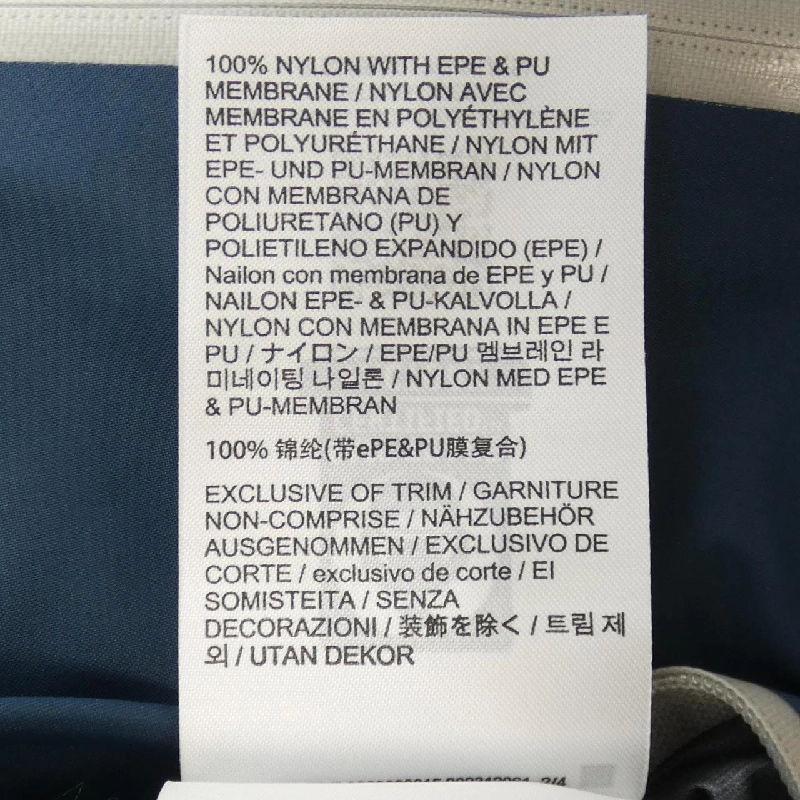 100% NYLON WITH EPE & PU
MEMBRANE / NYLON AVEC
MEMBRANE EN POLYÉTHYLÈNE
ET POLYURÉTHANE / NYLON MIT
EPE- UND PU-MEMBRAN / NYLON
CON MEMBRANA DE
POLIURETANO (PU) Y
POLIETILENO EXPANDIDO (EPE) /
Nailon con membrana de EPE y PU /
NAILON EPE- & PU-KALVOLLA /
NYLON CON MEMBRANA IN EPE E
PU / ナイロン / EPE/PU 멤브레인 라
미네이팅 나일론 / NYLON MED EPE
& PU-MEMBRAN
100% 锦纶(带ePE&PU膜复合)
EXCLUSIVE OF TRIM / GARNITURE
NON-COMPRISE / NÄHZUBEHÖR
AUSGENOMMEN / EXCLUSIVO DE
CORTE / exclusivo de corte / EI
SOMISTEITA / SENZA
DECORAZIONI / 装飾を除く / 트림 제
외 / UTAN DEKOR
2/4